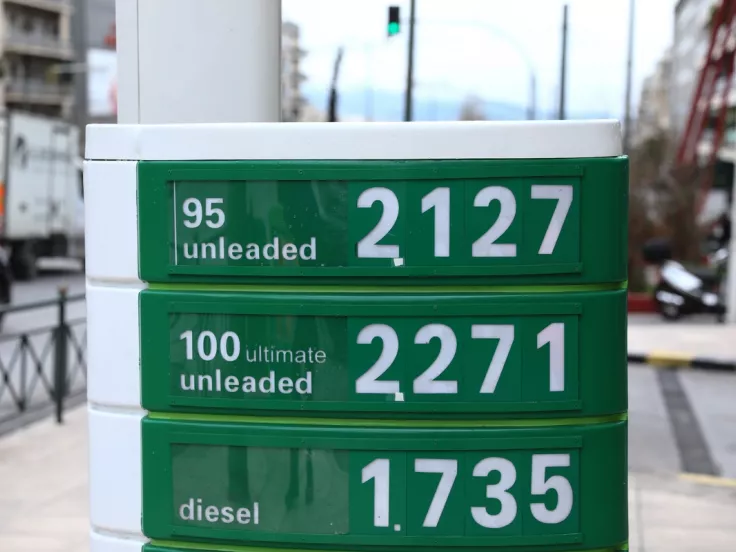 95
unleaded 2.127
100 ultimate
unleaded 2.271
diesel 1.735